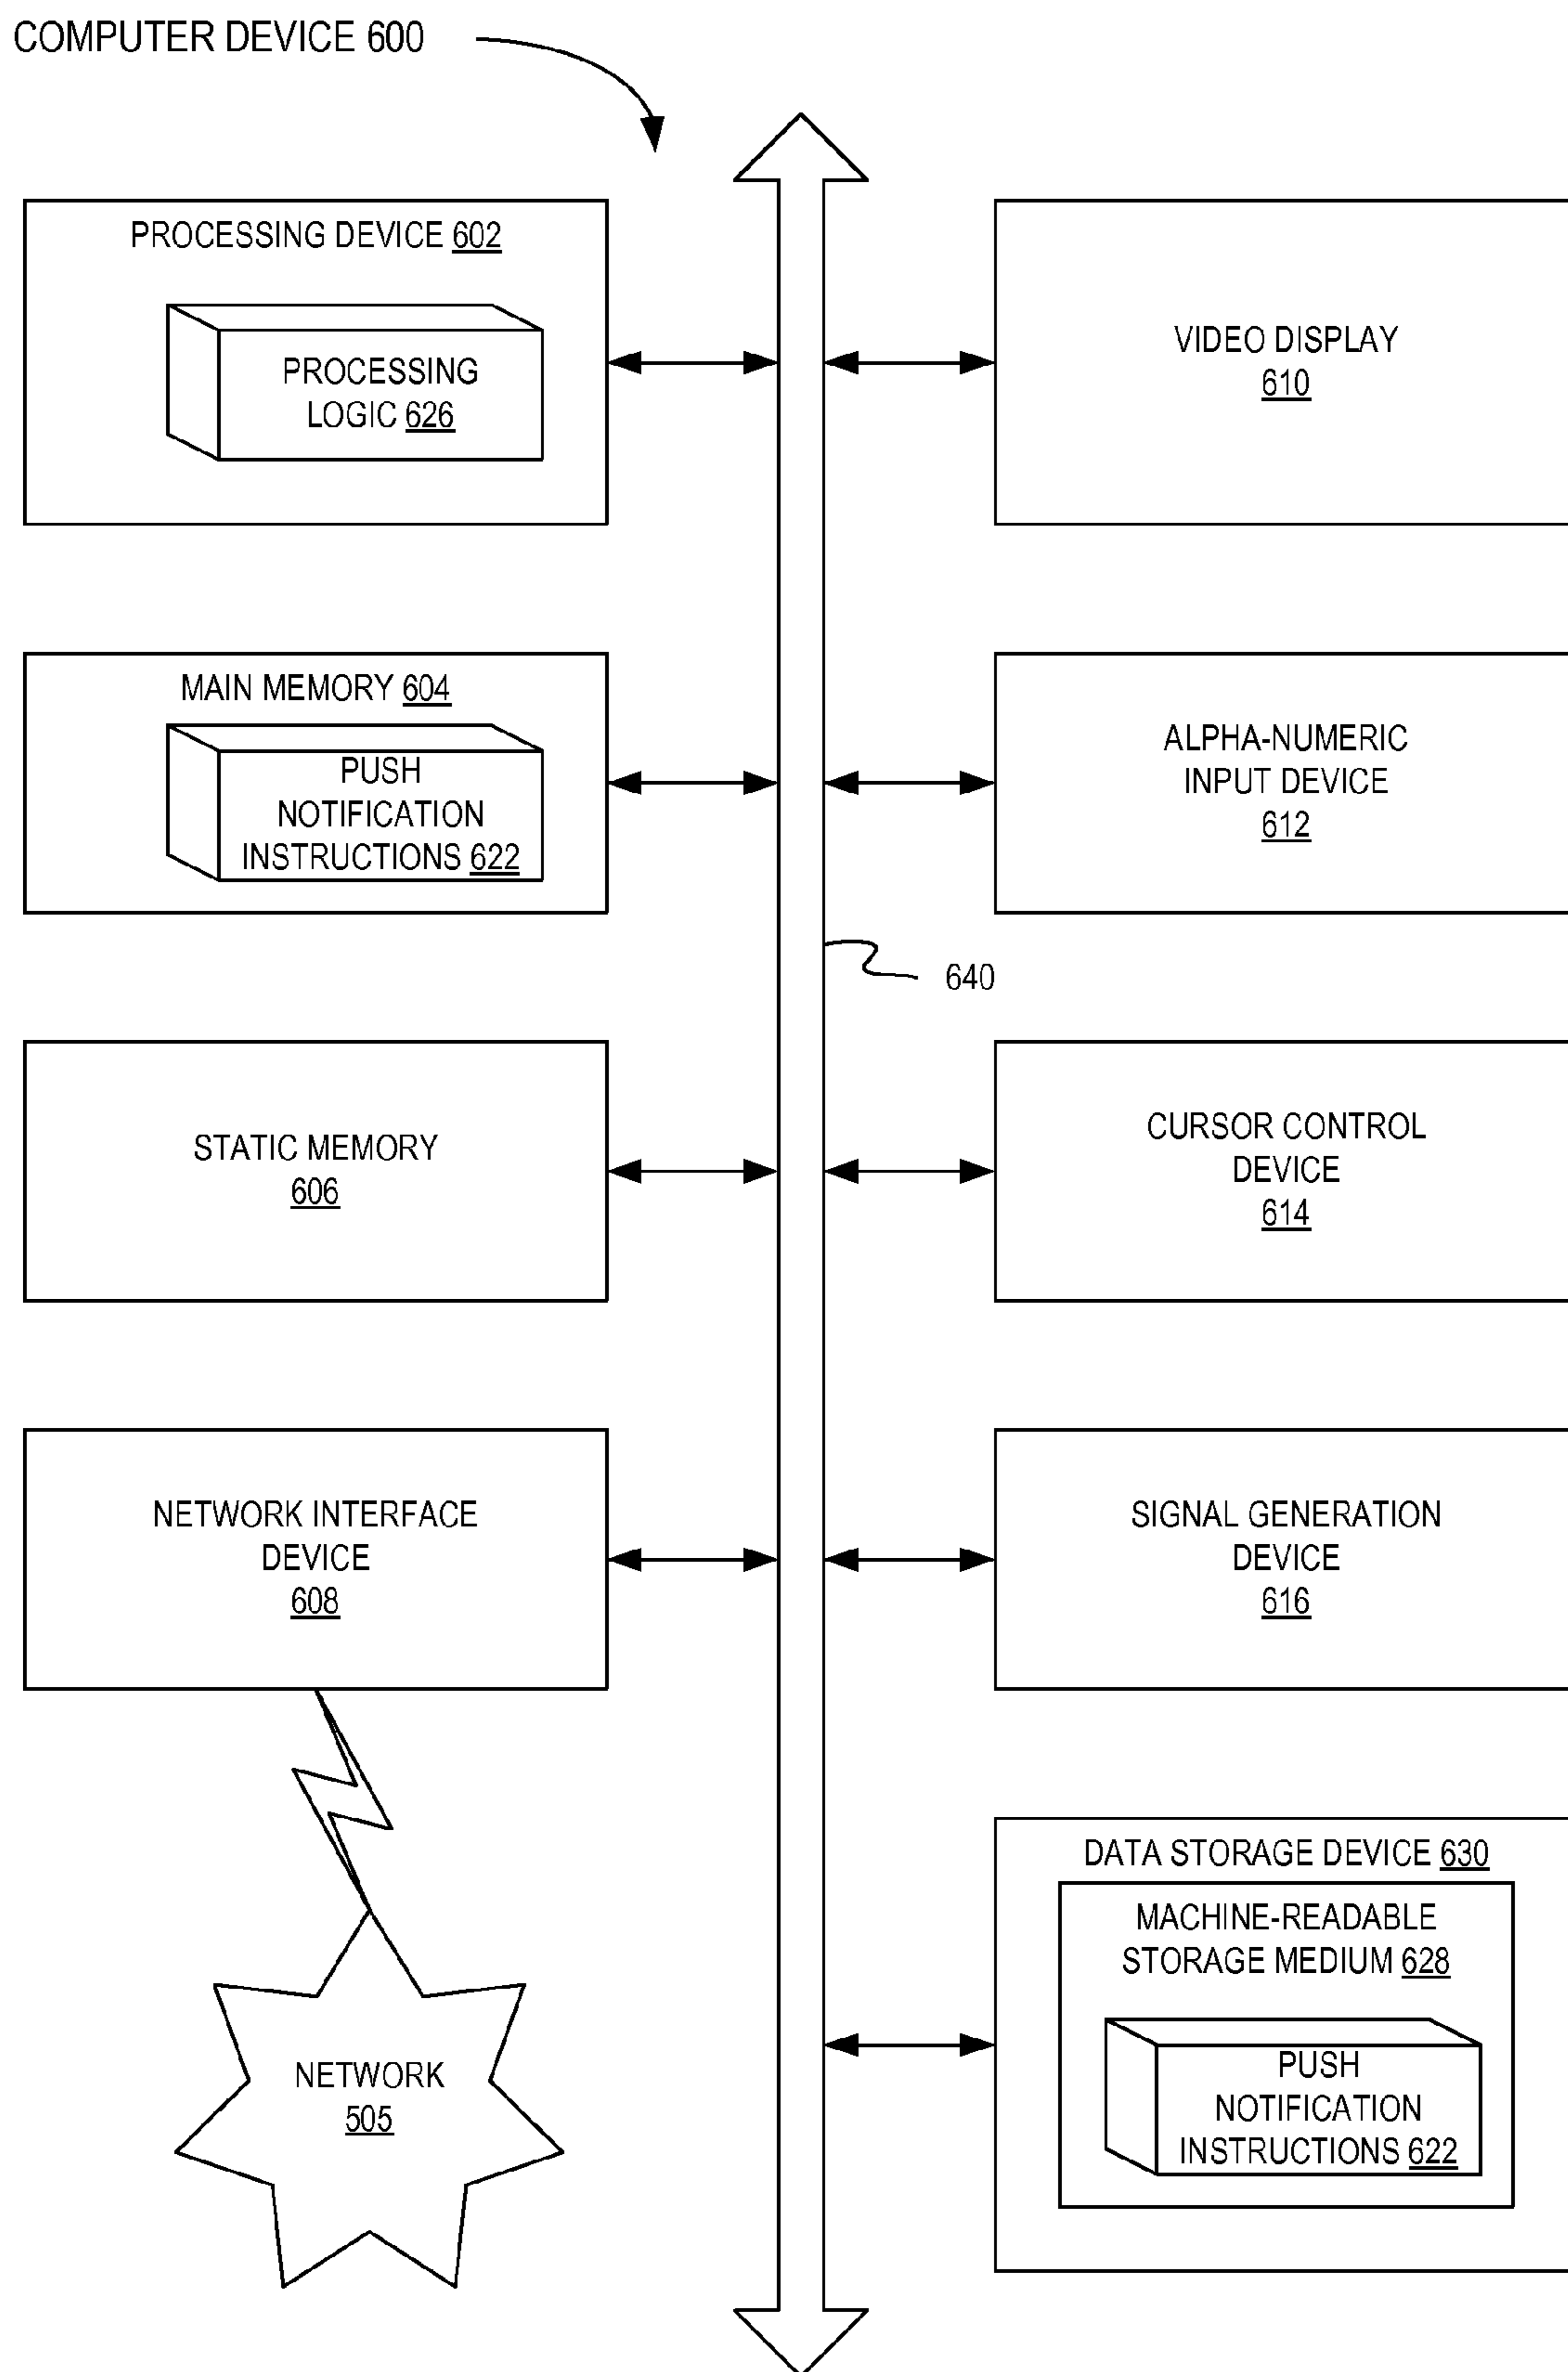 COMPUTER DEVICE 600
PROCESSING DEVICE 602
PROCESSING
LOGIC 626
VIDEO DISPLAY
610
MAIN MEMORY 604
PUSH
NOTIFICATION
INSTRUCTIONS 622
ALPHA-NUMERIC
INPUT DEVICE
612
640
STATIC MEMORY
606
CURSOR CONTROL
DEVICE
614
NETWORK INTERFACE
DEVICE
608
SIGNAL GENERATION
DEVICE
616
NETWORK
505
DATA STORAGE DEVICE 630
MACHINE-READABLE
STORAGE MEDIUM 628
PUSH
NOTIFICATION
INSTRUCTIONS 622